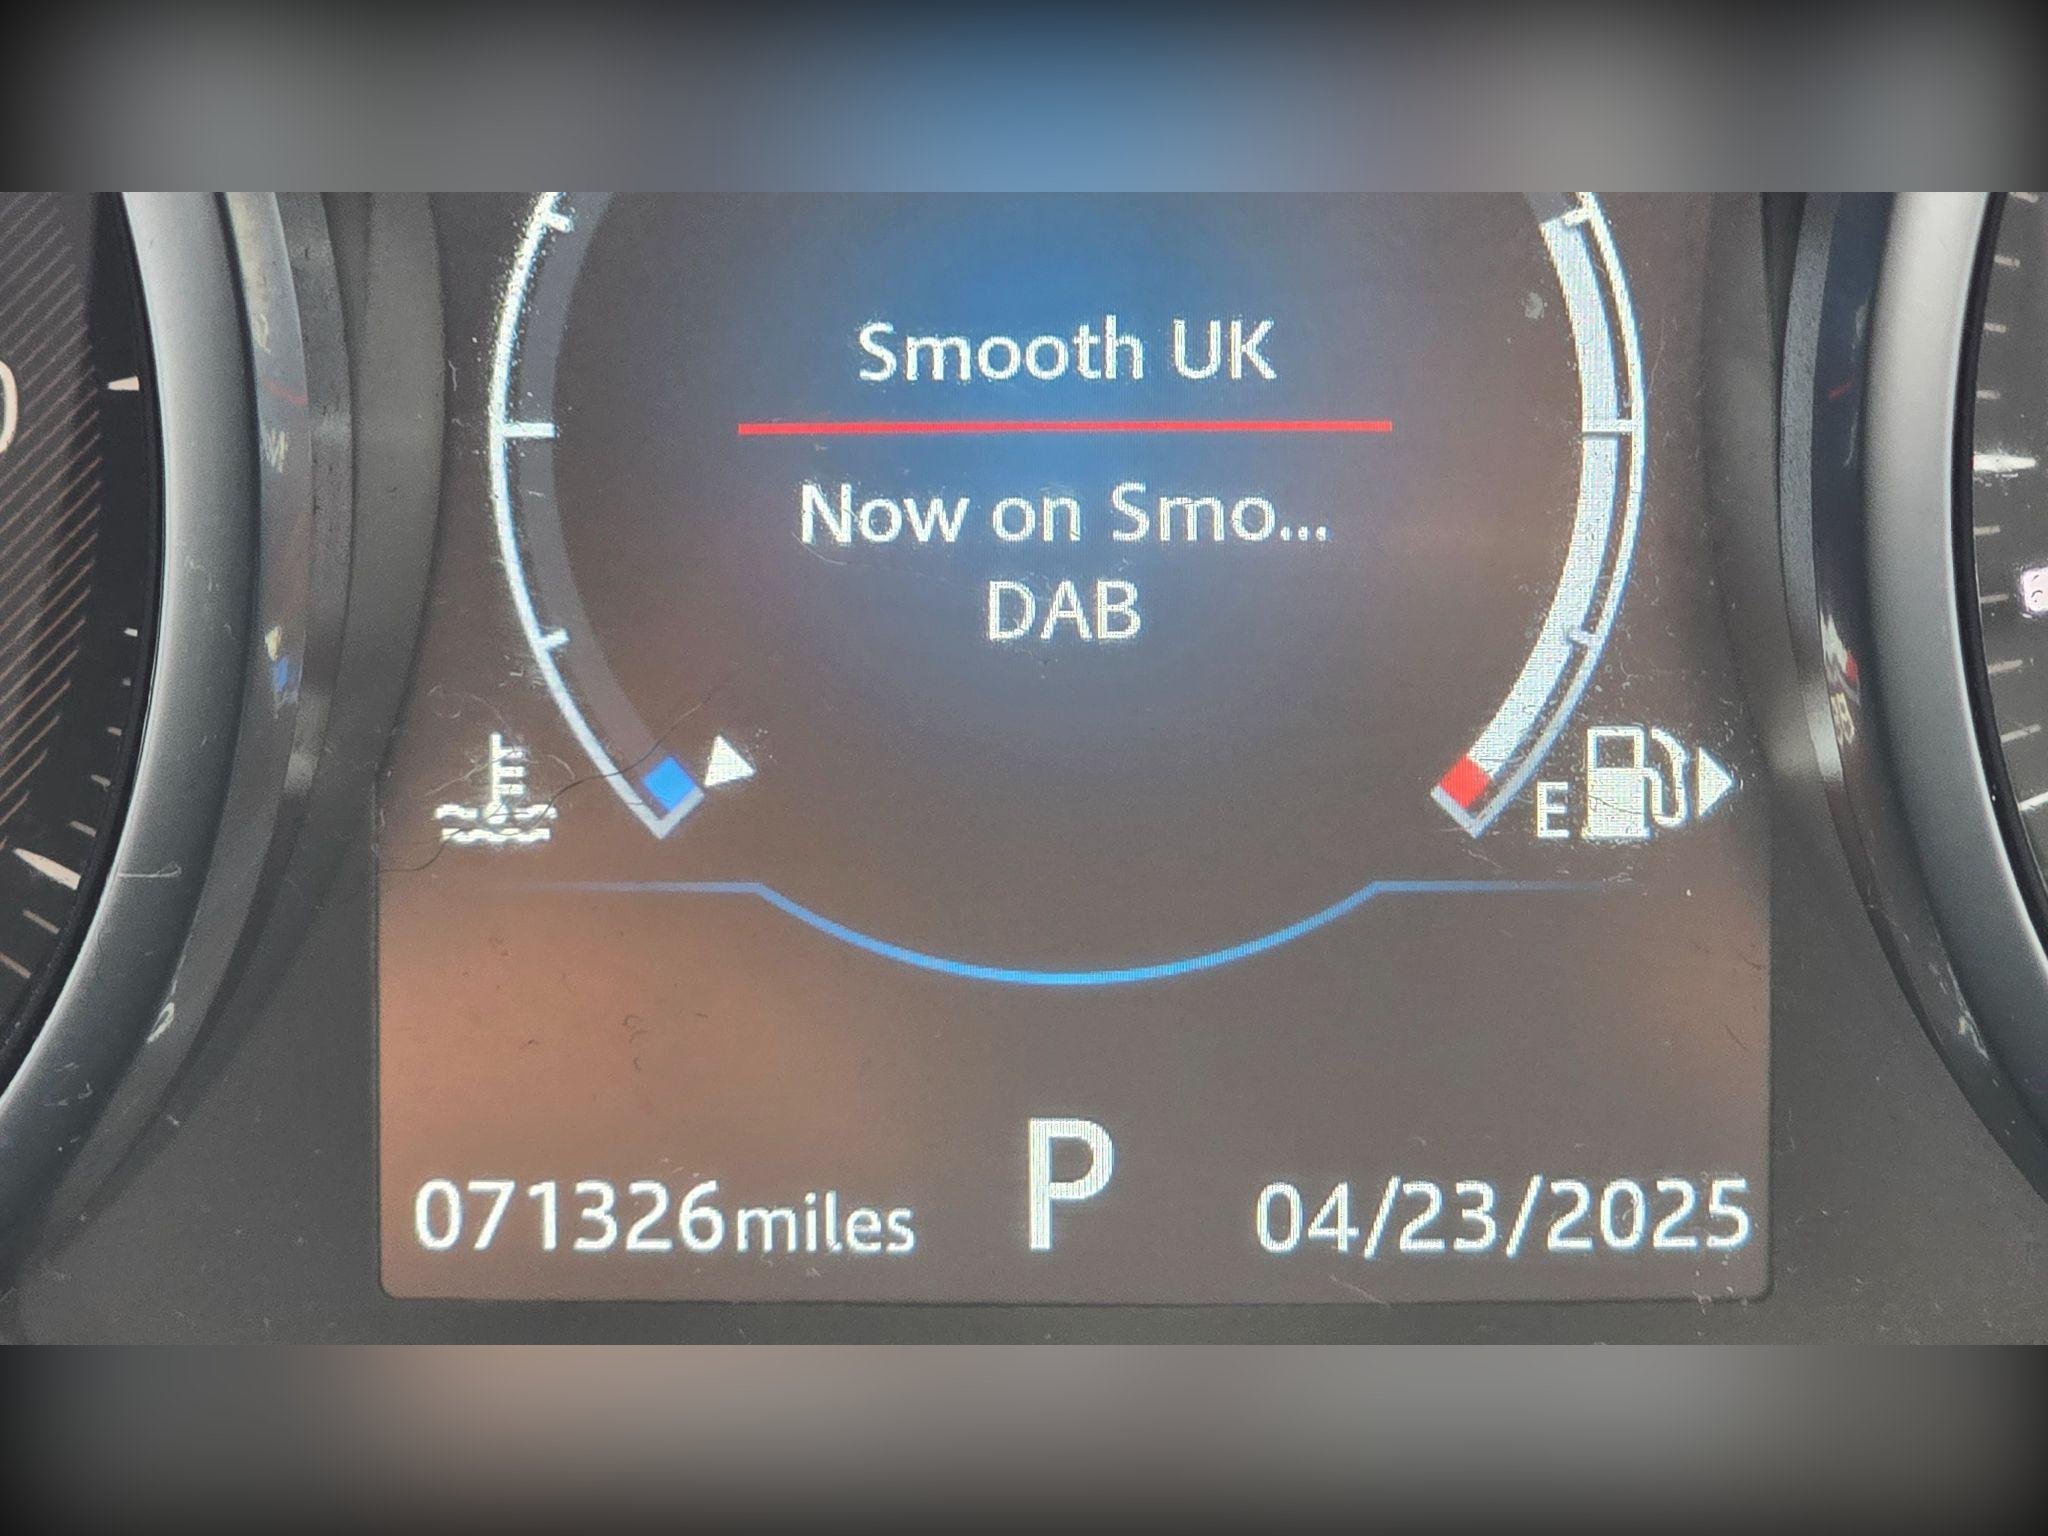 Smooth UK
Now on Smo...
DAB
E
071326miles
P
04/23/2025